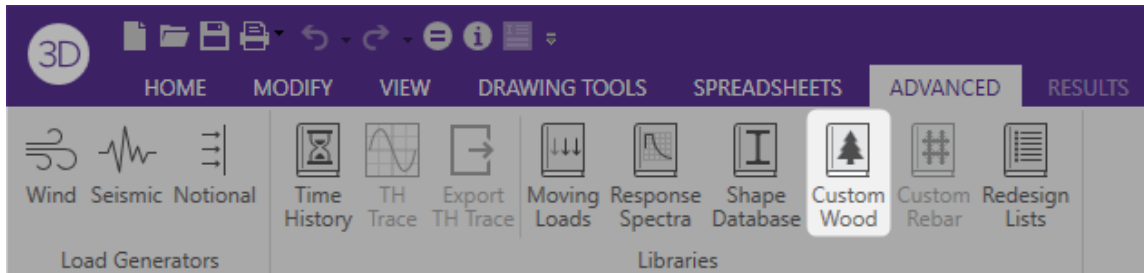 3D
HOME MODIFY VIEW DRAWING TOOLS SPREADSHEETS ADVANCED RESULTS
Wind Seismic Notional Time History TH Trace Export TH Trace Moving Loads Response Spectra Shape Database Custom Wood Custom Rebar Redesign Lists
Load Generators Libraries